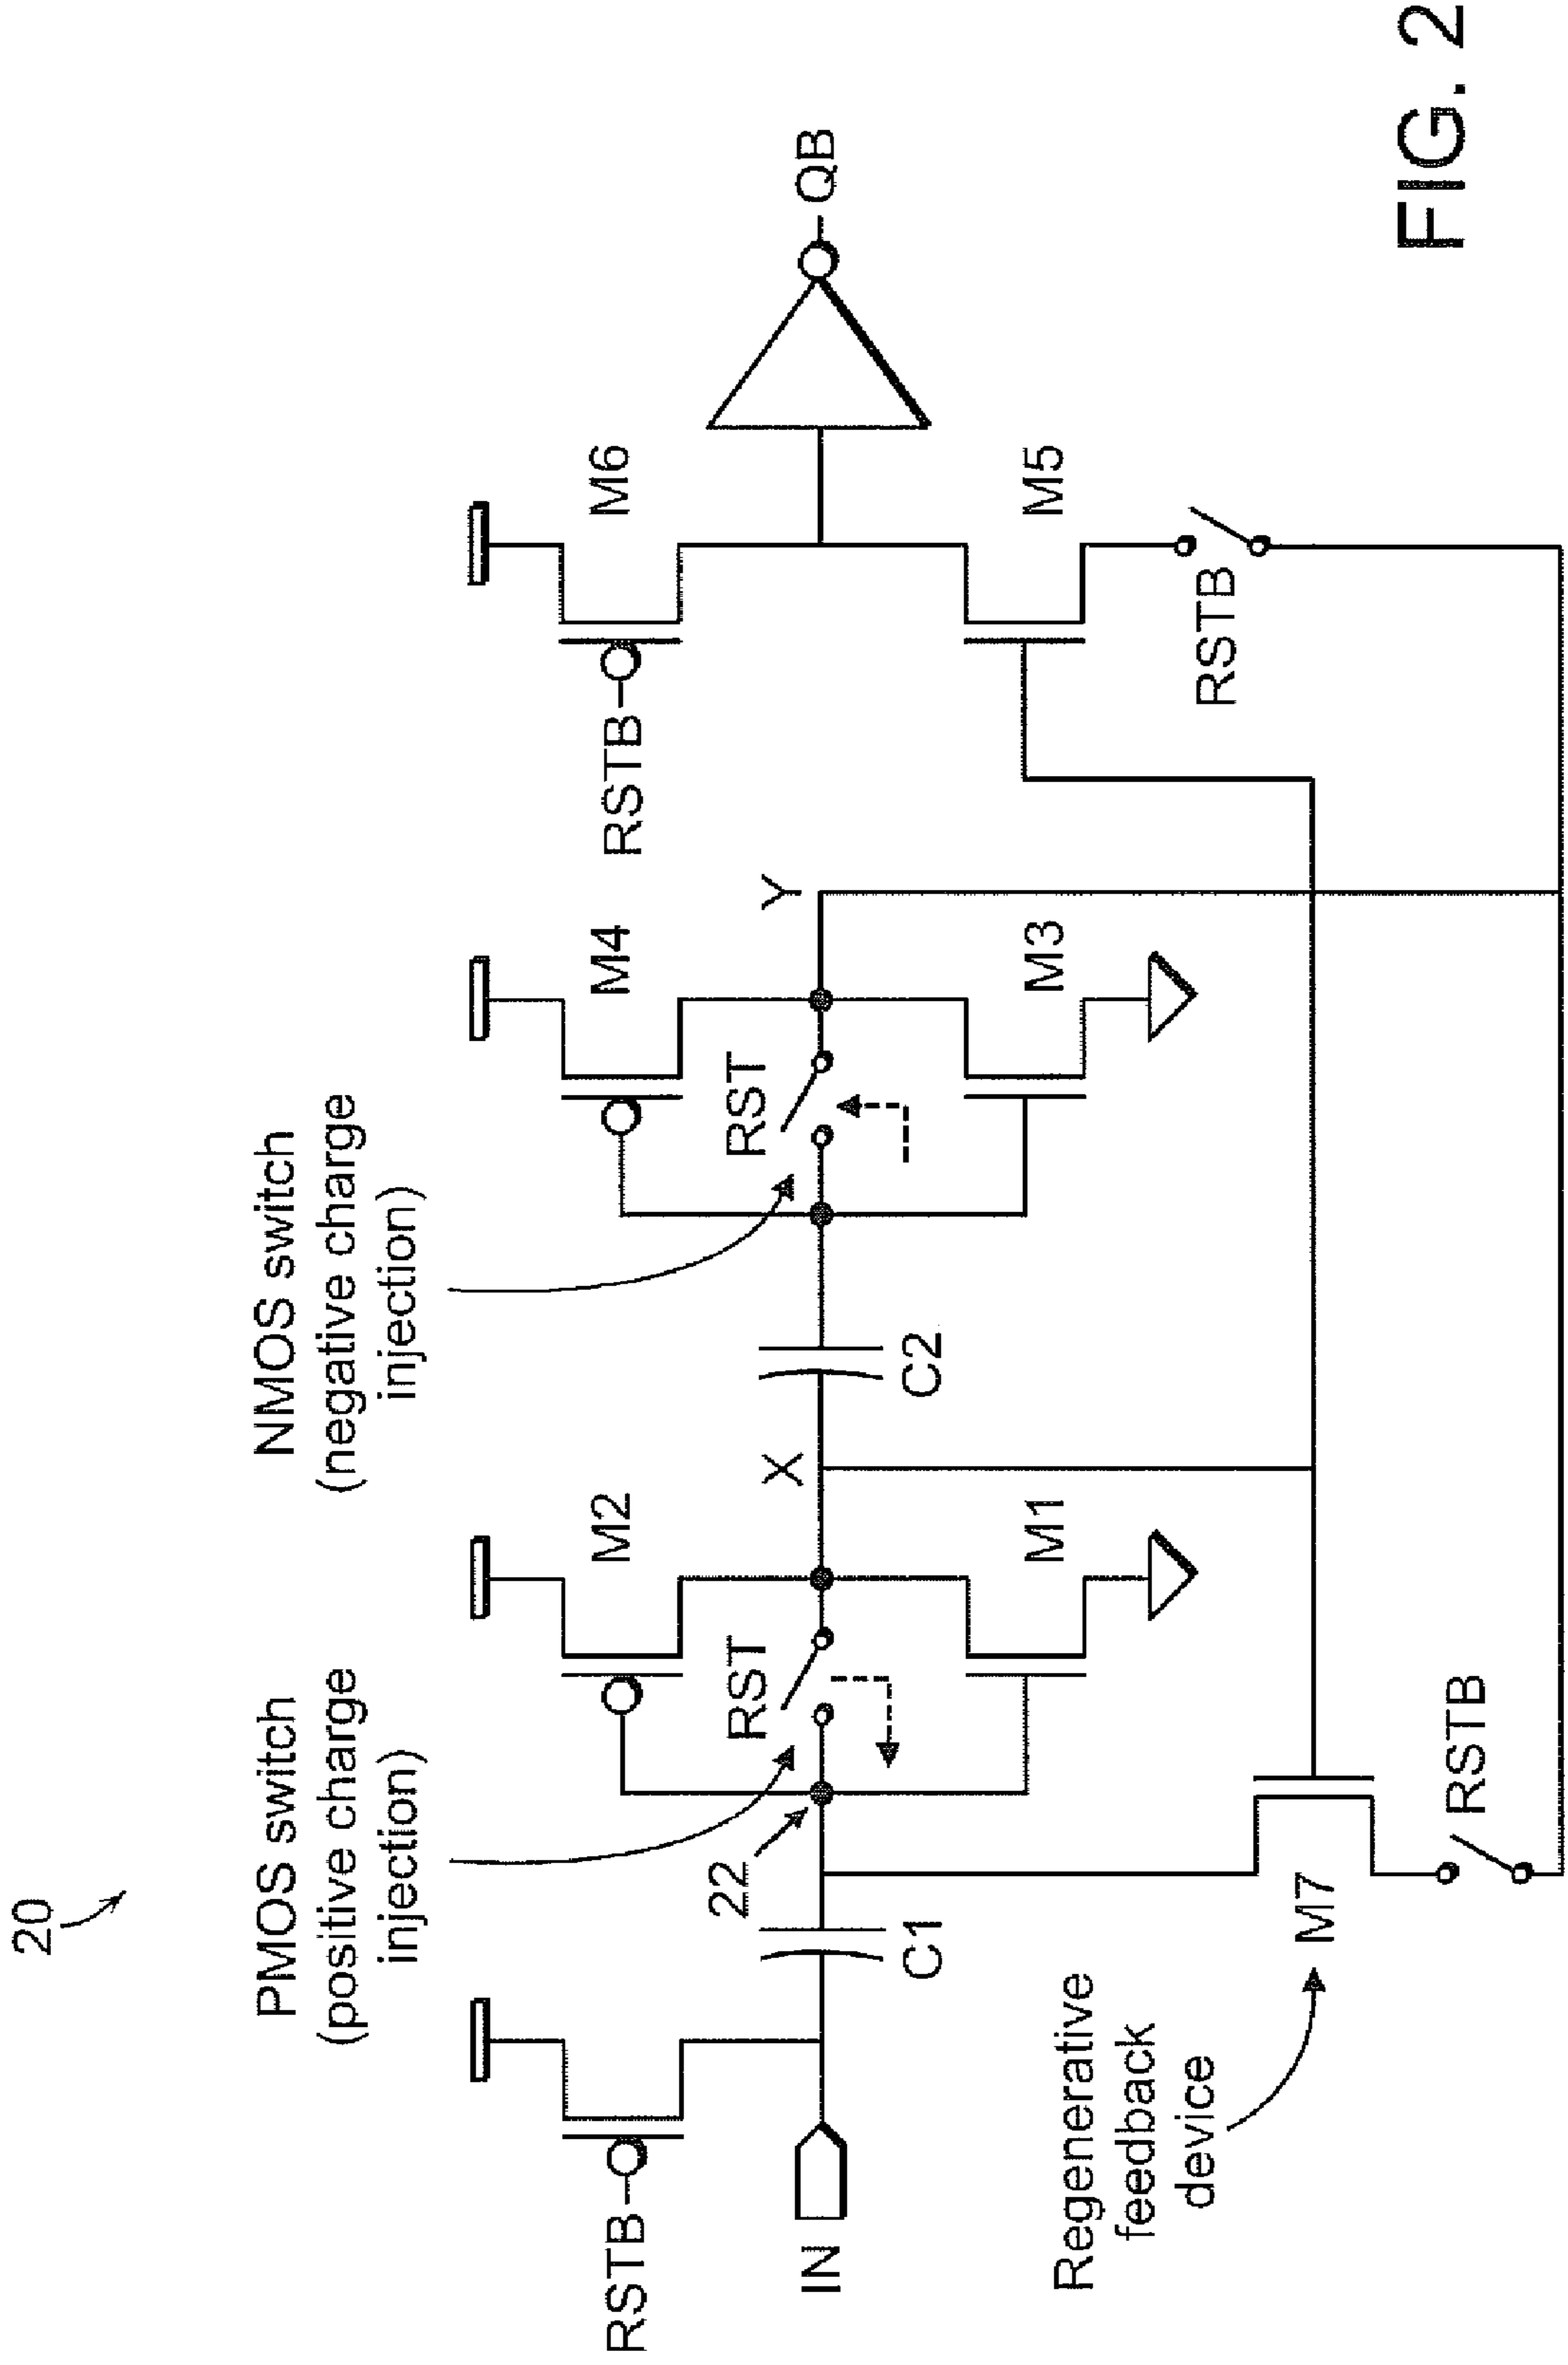 20
PMOS switch
(positive charge
injection)
NMOS switch
(negative charge
injection)
RSTB
M2
M4
RSTB
M6
RST
RST
22
X
Y
IN
C1
C2
QB
M1
M3
M5
Regenerative
feedback
device
M7
RSTB
RSTB
FIG. 2